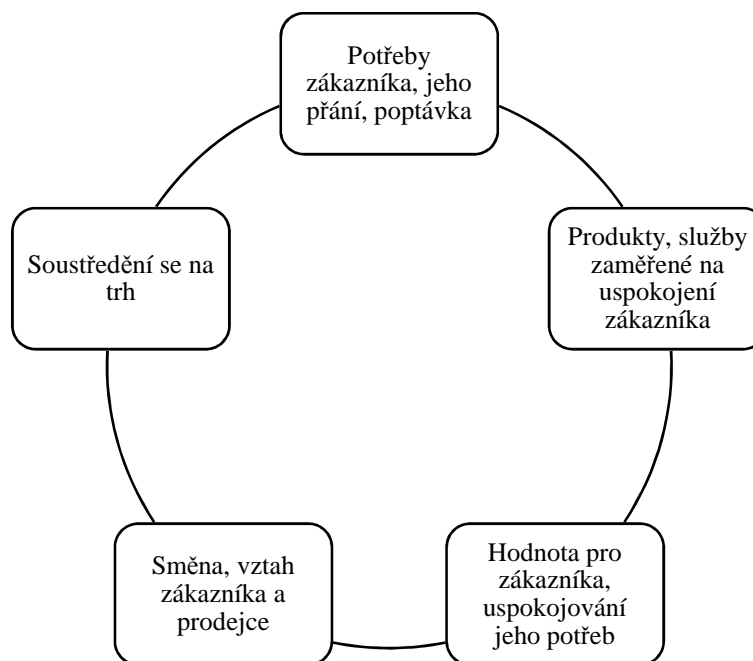 Potřeby
zákazníka, jeho
přání, poptávka
Produkty, služby
zaměřené na
uspokojení
zákazníka
Hodnota pro
zákazníka,
uspokojování
jeho potřeb
Směna, vztah
zákazníka a
prodejce
Soustředění se na
trh